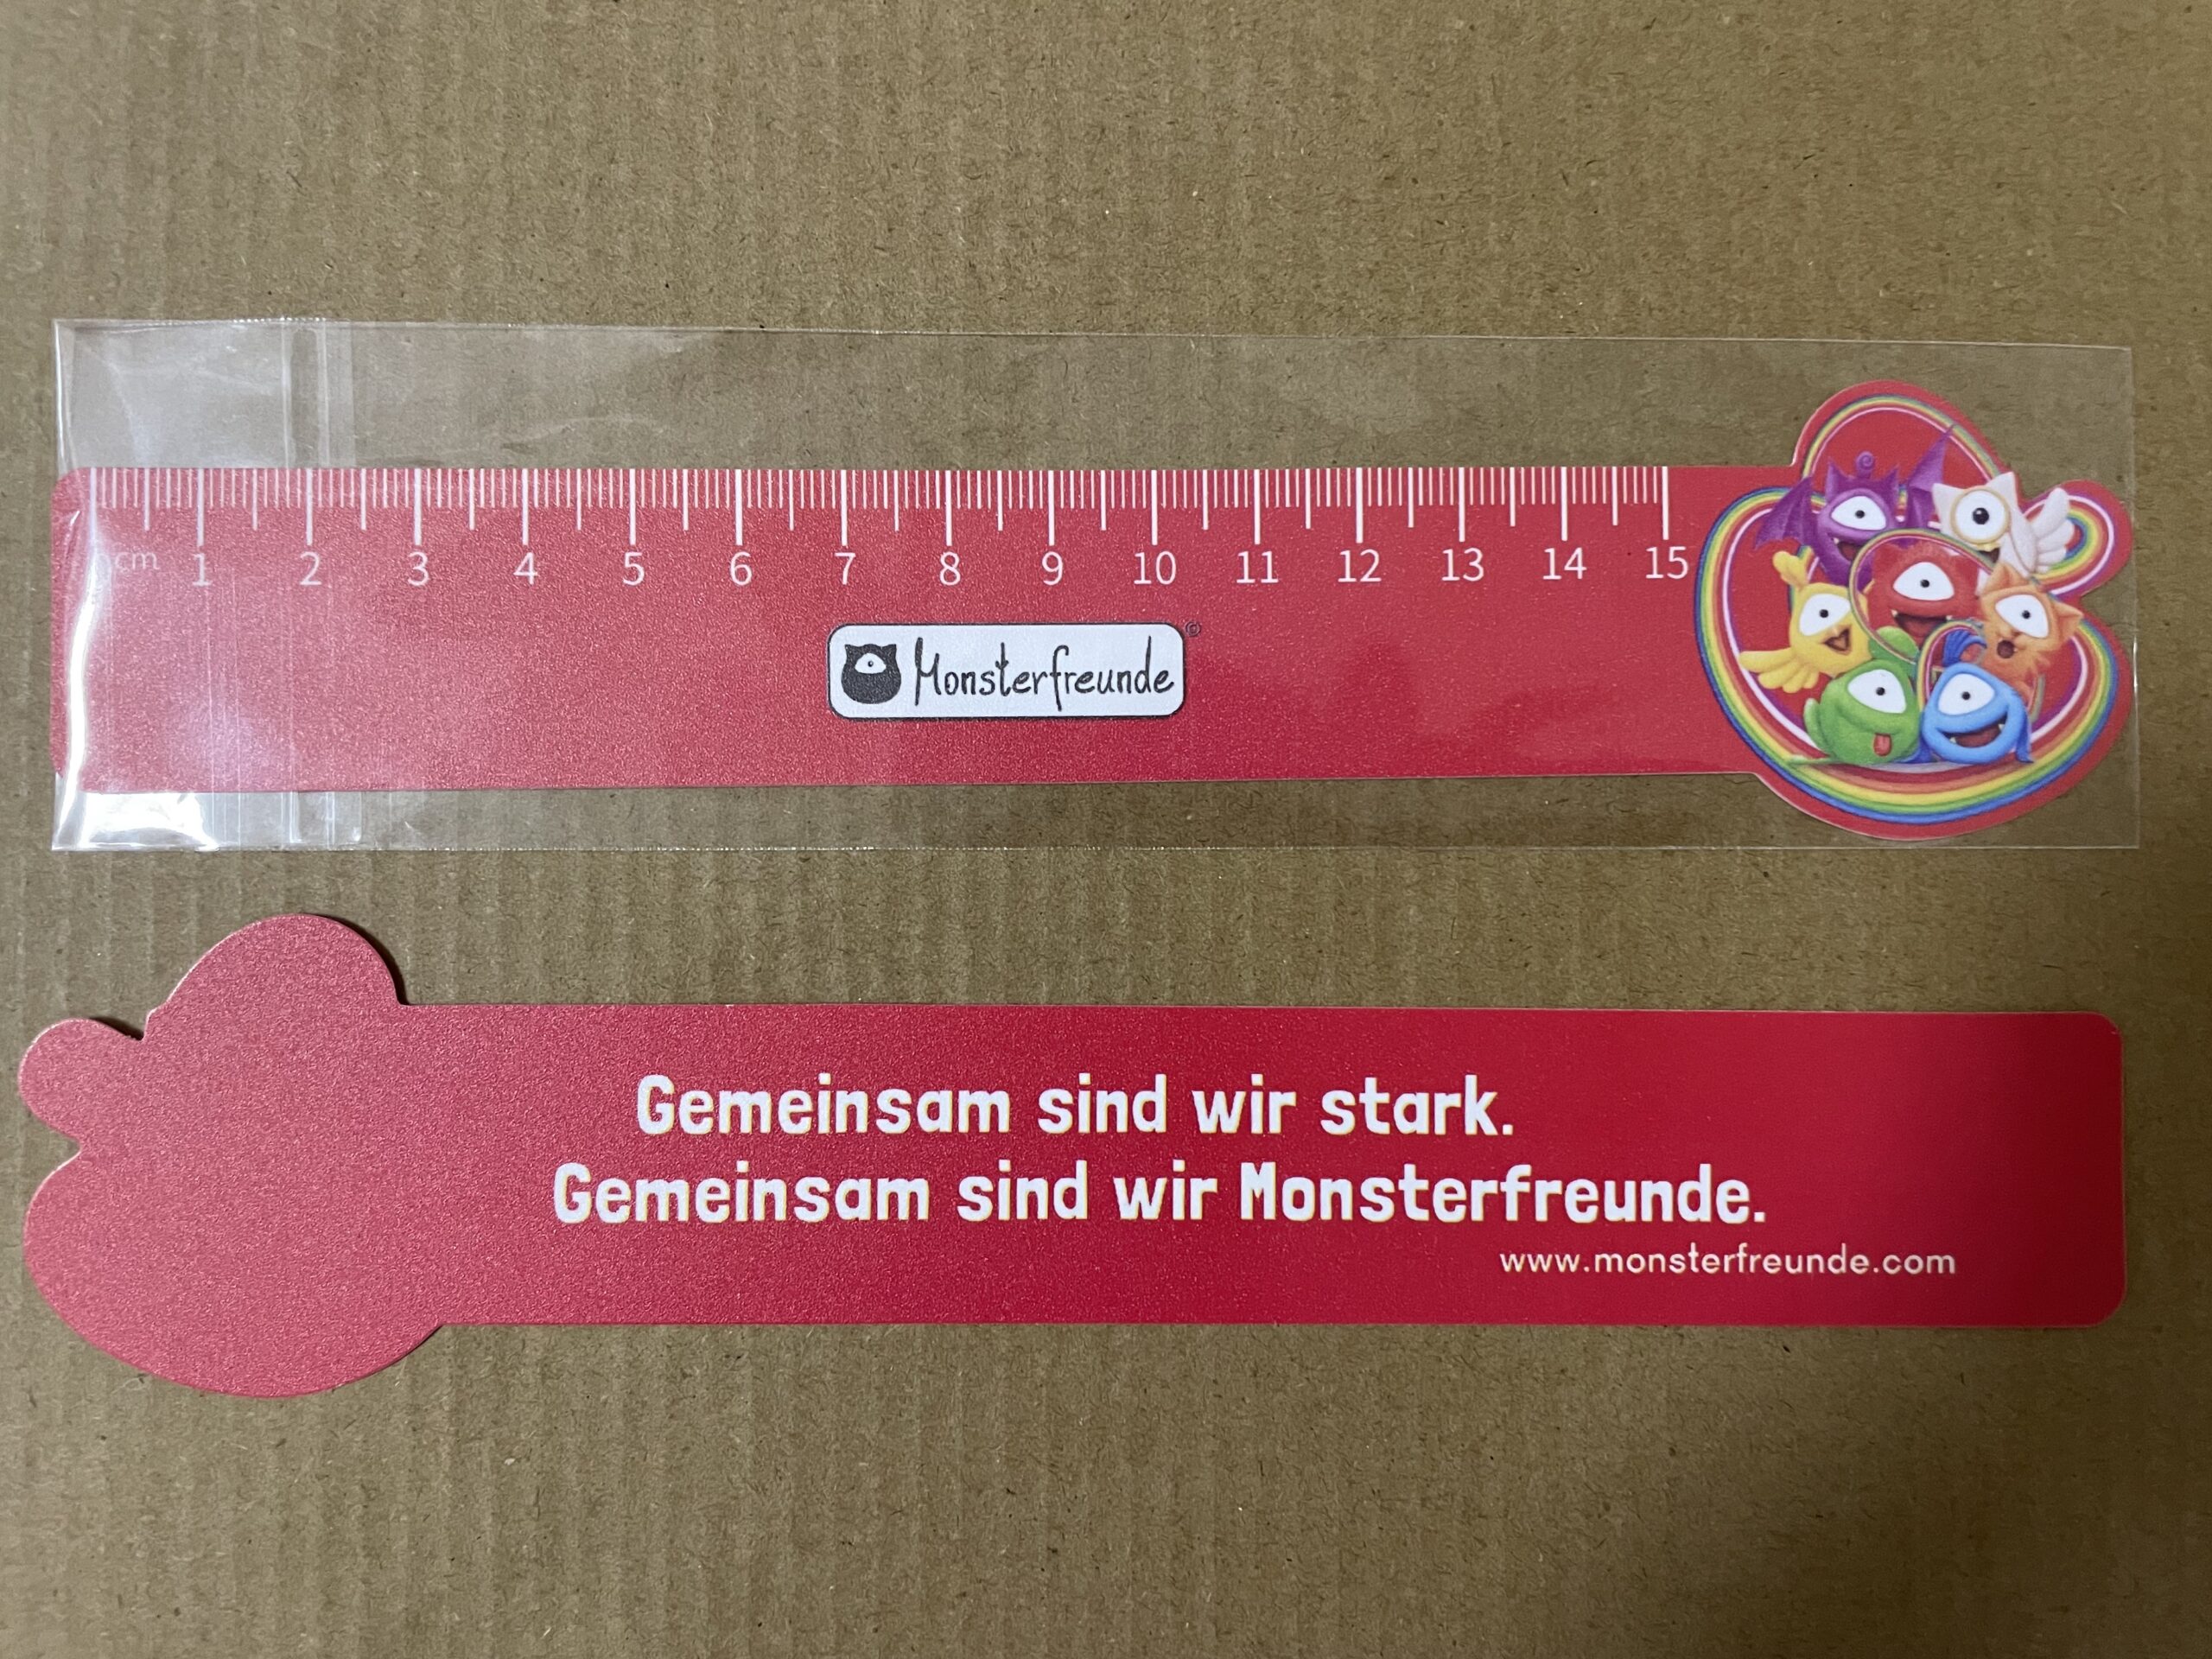 cm 1 2 3 4 5 6 7 8 9 10 11 12 13 14 15
Monsterfreunde©
Gemeinsam sind wir stark.
Gemeinsam sind wir Monsterfreunde.
www.monsterfreunde.com